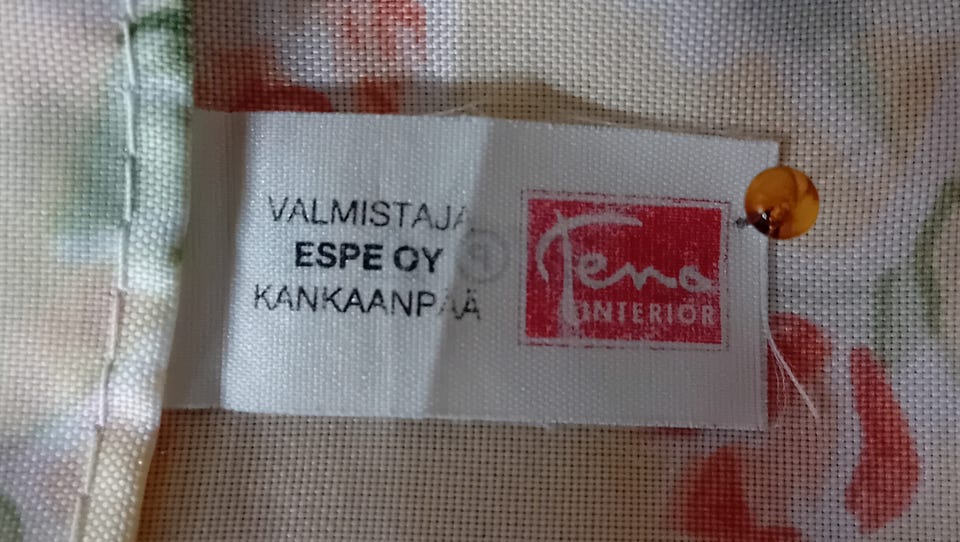 VALMISTAJA
ESPE OY
KANKAANPÄÄ
Tena
INTERIÖR